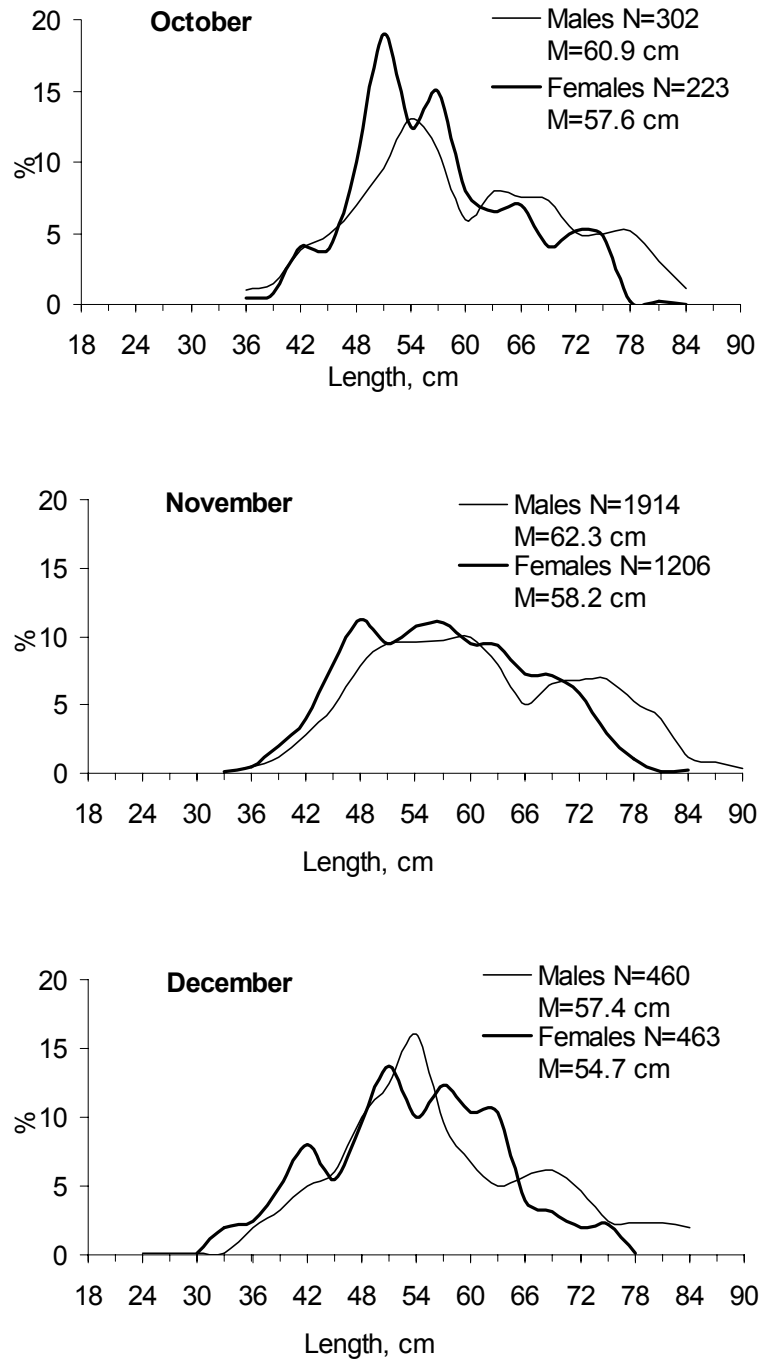 October
Males N=302
M=60.9 cm
Females N=223
M=57.6 cm
20
15
10
5
0
%
18 24 30 36 42 48 54 60 66 72 78 84 90
Length, cm
November
Males N=1914
M=62.3 cm
Females N=1206
M=58.2 cm
20
15
10
5
0
%
18 24 30 36 42 48 54 60 66 72 78 84 90
Length, cm
December
Males N=460
M=57.4 cm
Females N=463
M=54.7 cm
20
15
10
5
0
%
18 24 30 36 42 48 54 60 66 72 78 84 90
Length, cm